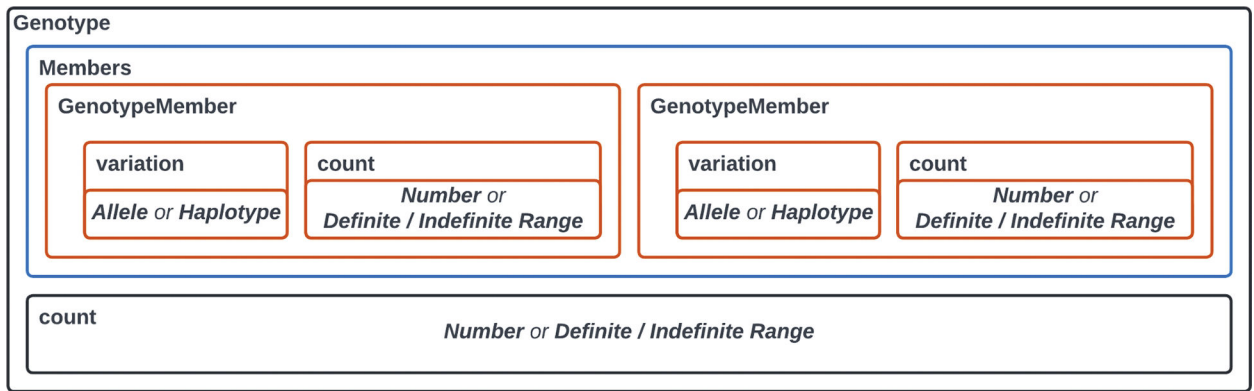 Genotype
Members
GenotypeMember
variation
Allele or Haplotype
count
Number or
Definite / Indefinite Range
GenotypeMember
variation
Allele or Haplotype
count
Number or
Definite / Indefinite Range
count
Number or Definite / Indefinite Range